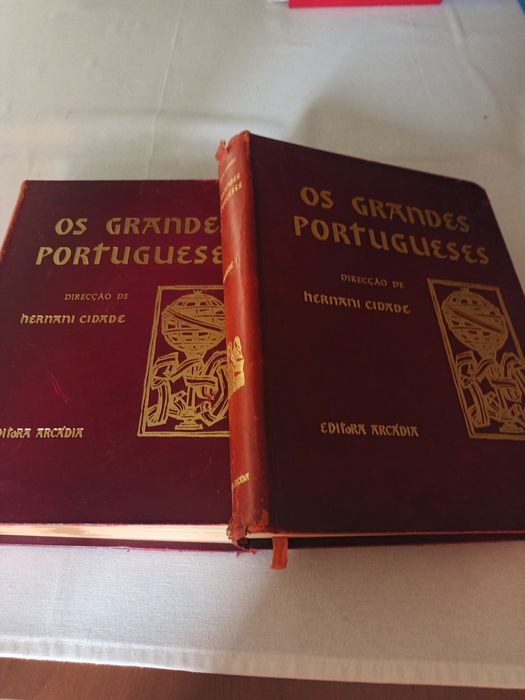 OS GRANDES
PORTUGUESES
DIRECÇÃO DE
HERNANI CIDADE
EDITORA ARCÁDIA
OS GRANDES
PORTUGUESES
DIRECÇÃO DE
HERNANI CIDADE
EDITORA ARCÁDIA